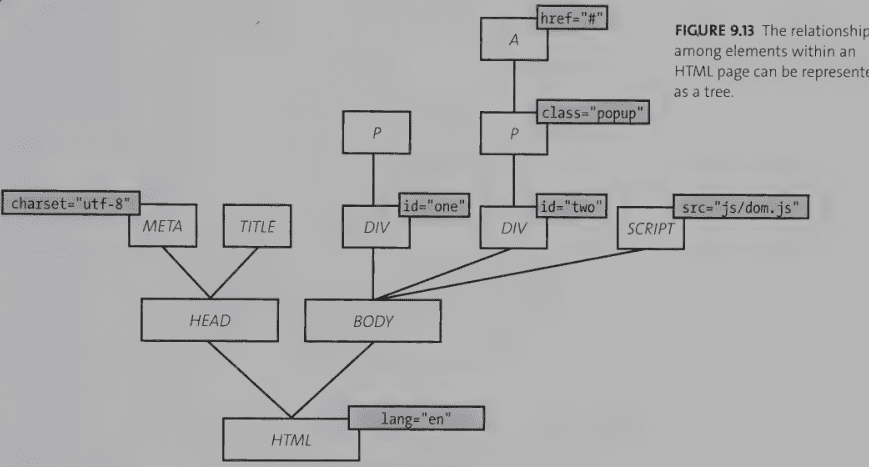 href="#"
A
FIGURE 9.13 The relationship
among elements within an
HTML page can be represente
as a tree.
class="popup"
P
P
charset="utf-8"
META
TITLE
id="one"
DIV
id="two"
DIV
src="js/dom.js"
SCRIPT
HEAD
BODY
lang="en"
HTML